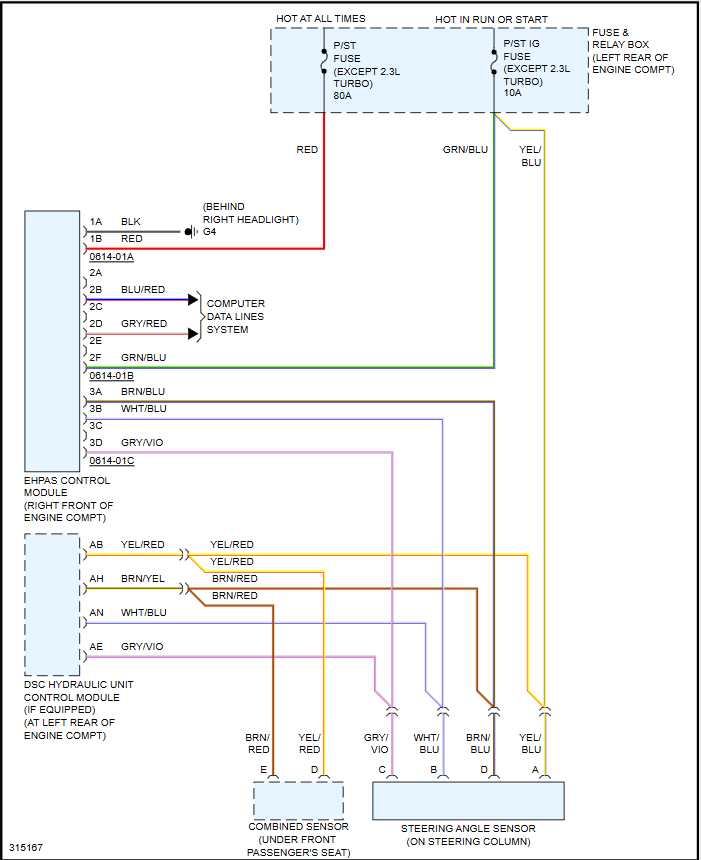 HOT AT ALL TIMES
HOT IN RUN OR START
P/ST
FUSE
(EXCEPT 2.3L
TURBO)
80A
P/ST IG
FUSE
(EXCEPT 2.3L
TURBO)
10A
FUSE &
RELAY BOX
(LEFT REAR OF
ENGINE COMPT)
RED
GRN/BLU
YEL/
BLU
(BEHIND
RIGHT HEADLIGHT)
G4
1A BLK
1B RED
0614-01A
2A
2B BLU/RED
2C
2D GRY/RED
2E
2F GRN/BLU
0614-01B
COMPUTER
DATA LINES
SYSTEM
3A BRN/BLU
3B WHT/BLU
3C
3D GRY/VIO
0614-01C
EHPAS CONTROL
MODULE
(RIGHT FRONT OF
ENGINE COMPT)
AB YEL/RED YEL/RED
YEL/RED
AH BRN/YEL BRN/RED
BRN/RED
AN WHT/BLU
AE GRY/VIO
DSC HYDRAULIC UNIT
CONTROL MODULE
(IF EQUIPPED)
(AT LEFT REAR OF
ENGINE COMPT)
BRN/
RED
YEL/
RED
GRY/
VIO
WHT/
BLU
BRN/
BLU
YEL/
BLU
E D C B D A
COMBINED SENSOR
(UNDER FRONT
PASSENGER'S SEAT)
STEERING ANGLE SENSOR
(ON STEERING COLUMN)
315167